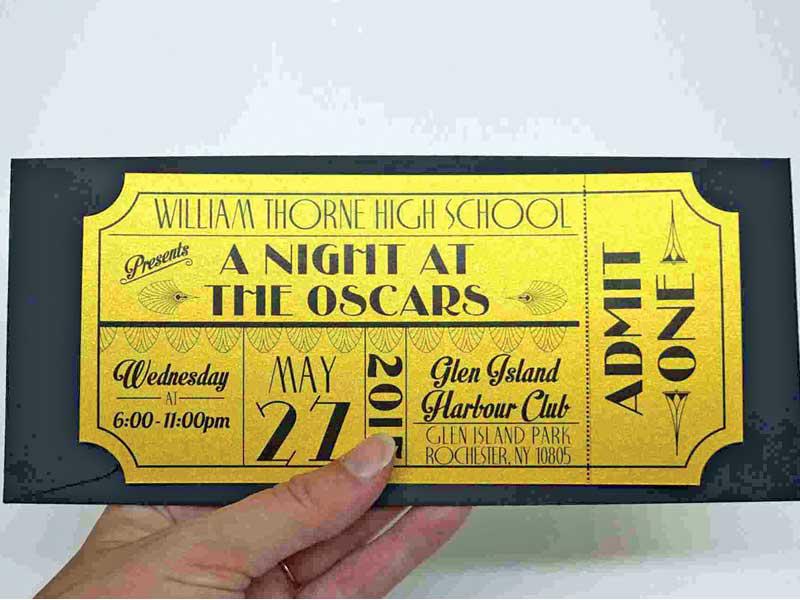 WILLIAM THORNE HIGH SCHOOL
Presents
A NIGHT AT
THE OSCARS
Wednesday
AT
6:00-11:00pm
MAY
27
Glen Island
Harbour Club
GLEN ISLAND PARK
ROCHESTER, NY 10805
ADMIT
ONE